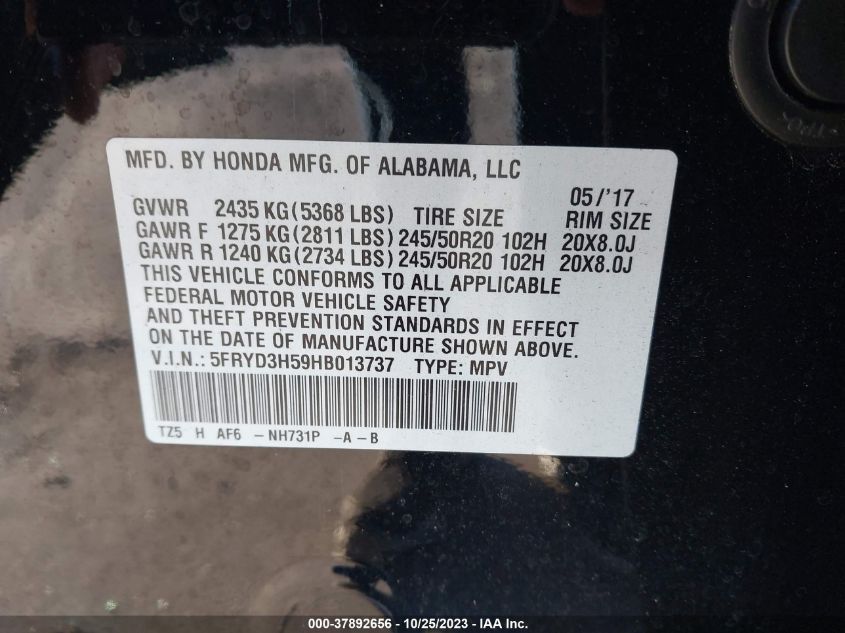 MFD. BY HONDA MFG. OF ALABAMA, LLC
05/'17
GVWR 2435 KG(5368 LBS) TIRE SIZE RIM SIZE
GAWR F 1275 KG(2811 LBS) 245/50R20 102H 20X8.0J
GAWR R 1240 KG(2734 LBS) 245/50R20 102H 20X8.0J
THIS VEHICLE CONFORMS TO ALL APPLICABLE
FEDERAL MOTOR VEHICLE SAFETY
AND THEFT PREVENTION STANDARDS IN EFFECT
ON THE DATE OF MANUFACTURE SHOWN ABOVE.
V.I.N.: 5FRYD3H59HB013737 TYPE: MPV
TZ5 H AF6 -NH731P -A-B
000-37892656 - 10/25/2023 - IAA Inc.